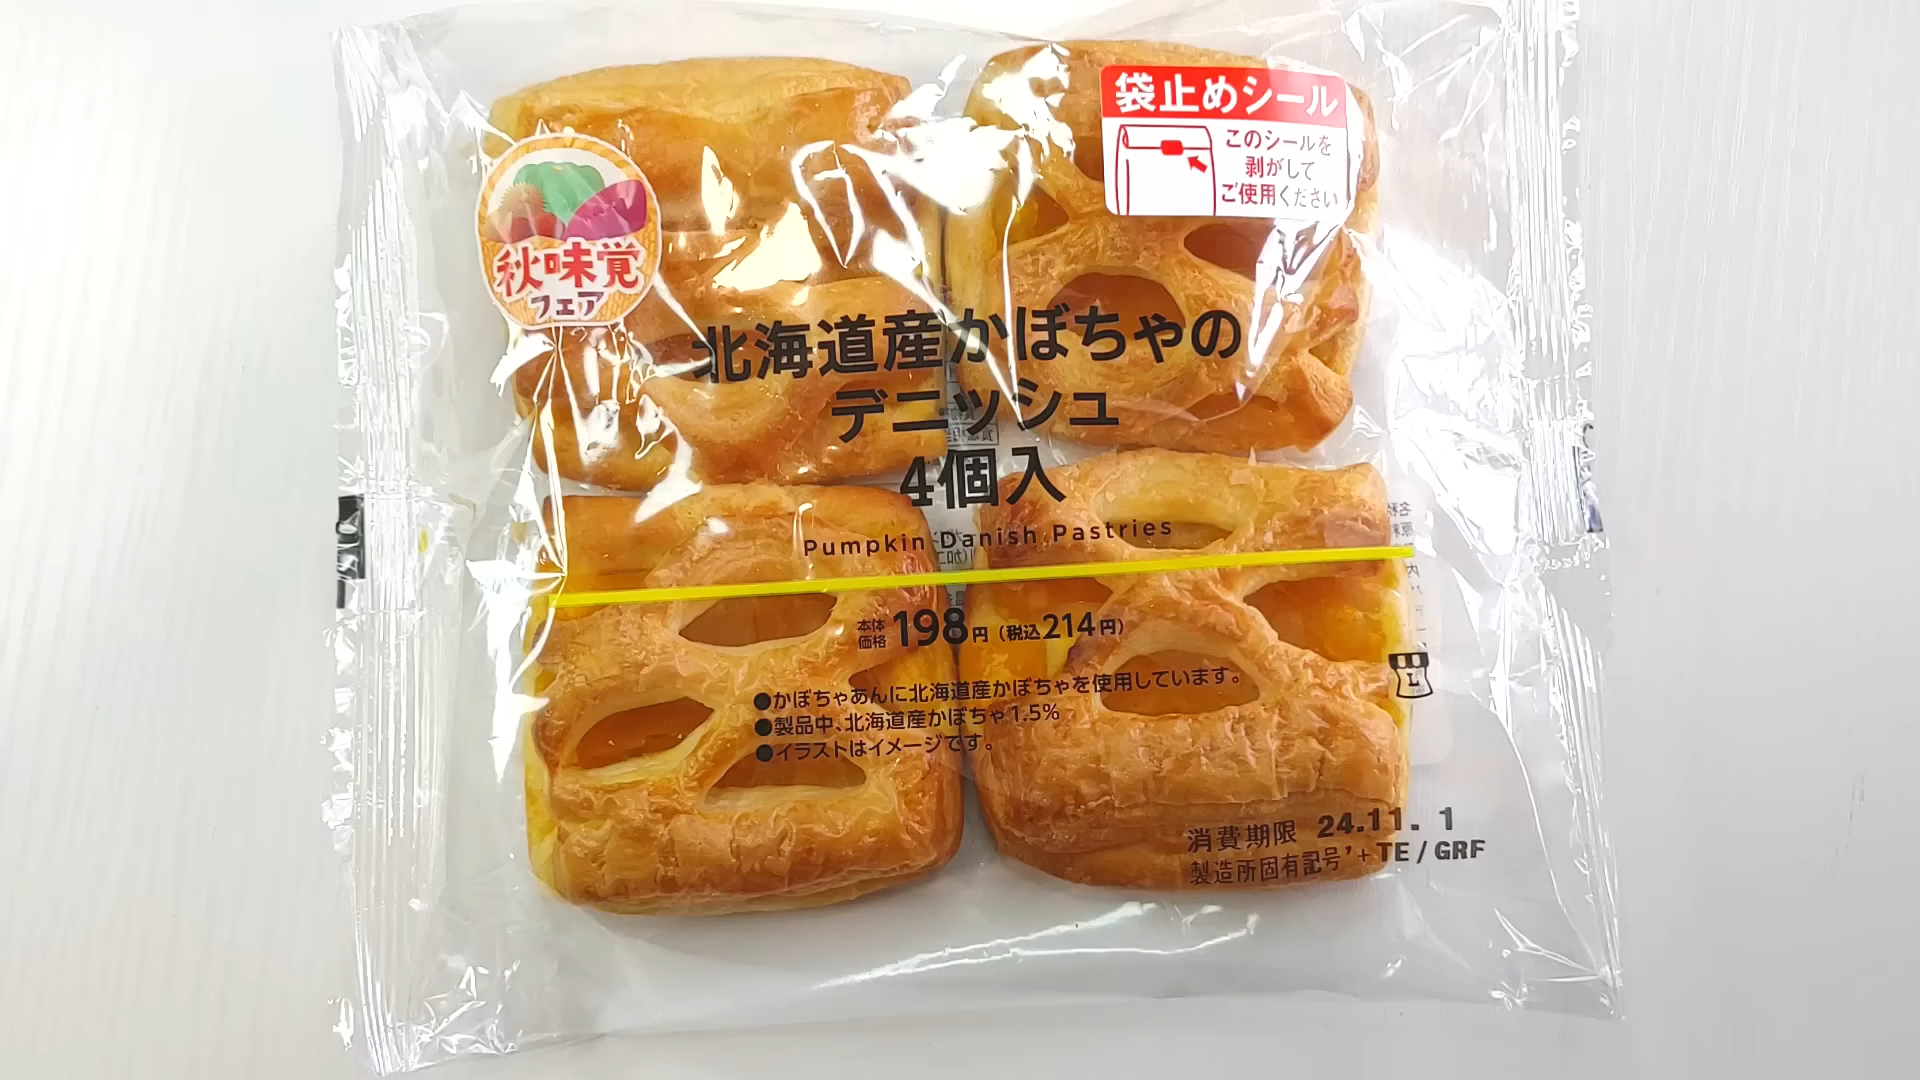 袋止めシール
このシールを
剥がして
ご使用ください
秋味覚
フェア
北海道産かぼちゃの
デニッシュ
4個入
Pumpkin Danish Pastries
本体価格 198円（税込214円）
●かぼちゃあんに北海道産かぼちゃを使用しています。
●製品中、北海道産かぼちゃ1.5%
●イラストはイメージです。
L
消費期限 24.11. 1
製造所固有記号'+TE/GRF